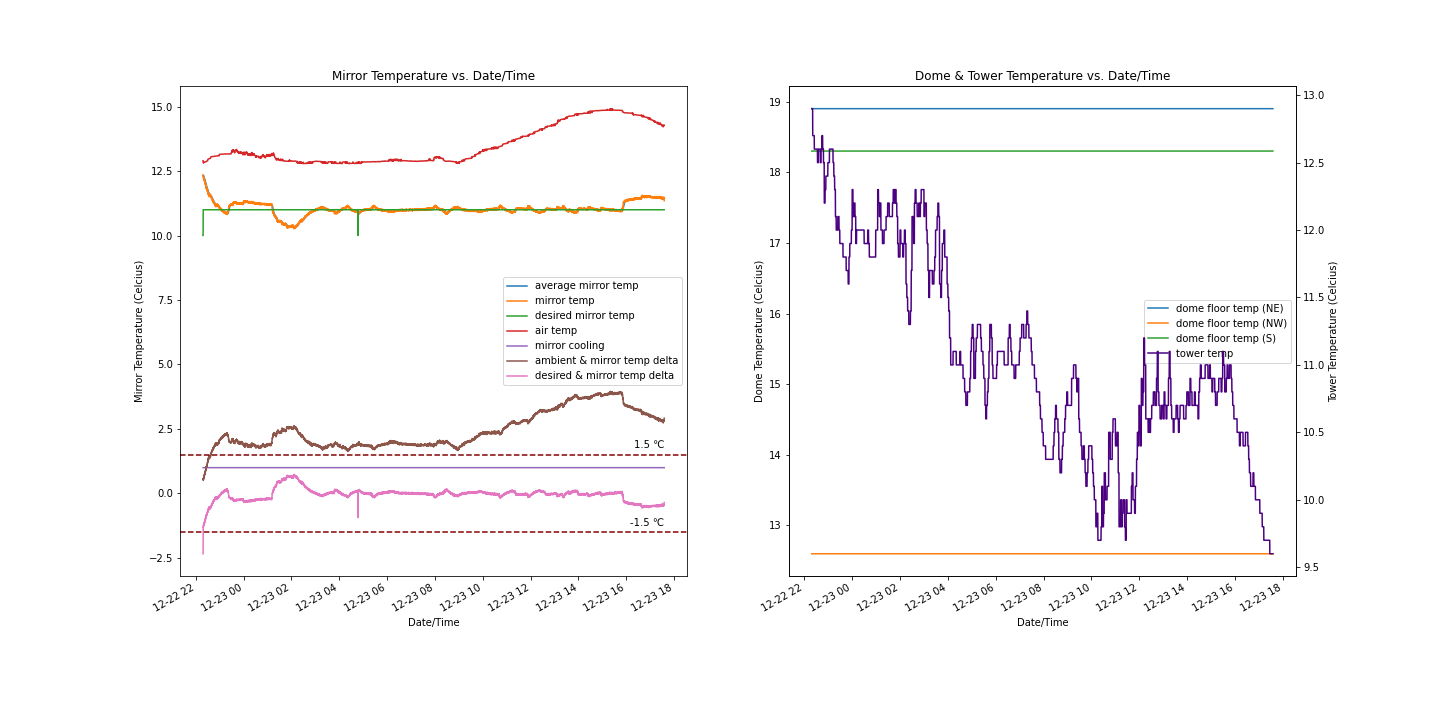 Mirror Temperature vs. Date/Time
Mirror Temperature (Celcius)
15.0
12.5
10.0
7.5
5.0
2.5
0.0
−2.5
average mirror temp
mirror temp
desired mirror temp
air temp
mirror cooling
ambient & mirror temp delta
desired & mirror temp delta
1.5 ℃
-1.5 ℃
12-22 22
12-23 00
12-23 02
12-23 04
12-23 06
12-23 08
12-23 10
12-23 12
12-23 14
12-23 16
12-23 18
Date/Time
Dome & Tower Temperature vs. Date/Time
Dome Temperature (Celcius)
19
18
17
16
15
14
13
dome floor temp (NE)
dome floor temp (NW)
dome floor temp (S)
tower temp
13.0
12.5
12.0
11.5
11.0
10.5
10.0
9.5
Tower Temperature (Celcius)
12-22 22
12-23 00
12-23 02
12-23 04
12-23 06
12-23 08
12-23 10
12-23 12
12-23 14
12-23 16
12-23 18
Date/Time